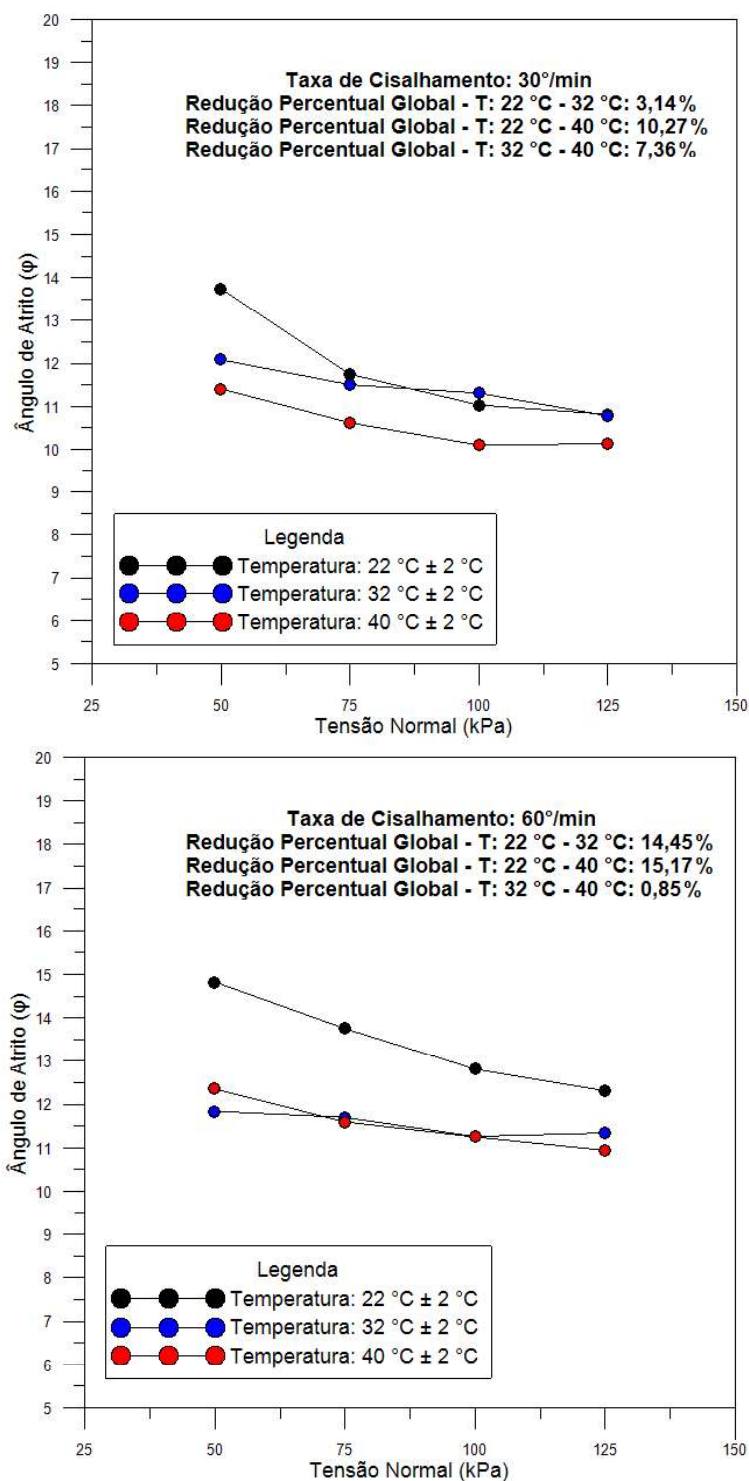 20
19
18
17
16
15
14
13
12
11
10
9
8
7
6
5
Ângulo de Atrito (φ)
Taxa de Cisalhamento: 30°/min
Redução Percentual Global - T: 22 °C - 32 °C: 3,14%
Redução Percentual Global - T: 22 °C - 40 °C: 10,27%
Redução Percentual Global - T: 32 °C - 40 °C: 7,36%
Legenda
Temperatura: 22 °C ± 2 °C
Temperatura: 32 °C ± 2 °C
Temperatura: 40 °C ± 2 °C
25 50 75 100 125 150
Tensão Normal (kPa)
20
19
18
17
16
15
14
13
12
11
10
9
8
7
6
5
Ângulo de Atrito (φ)
Taxa de Cisalhamento: 60°/min
Redução Percentual Global - T: 22 °C - 32 °C: 14,45%
Redução Percentual Global - T: 22 °C - 40 °C: 15,17%
Redução Percentual Global - T: 32 °C - 40 °C: 0,85%
Legenda
Temperatura: 22 °C ± 2 °C
Temperatura: 32 °C ± 2 °C
Temperatura: 40 °C ± 2 °C
25 50 75 100 125 150
Tensão Normal (kPa)